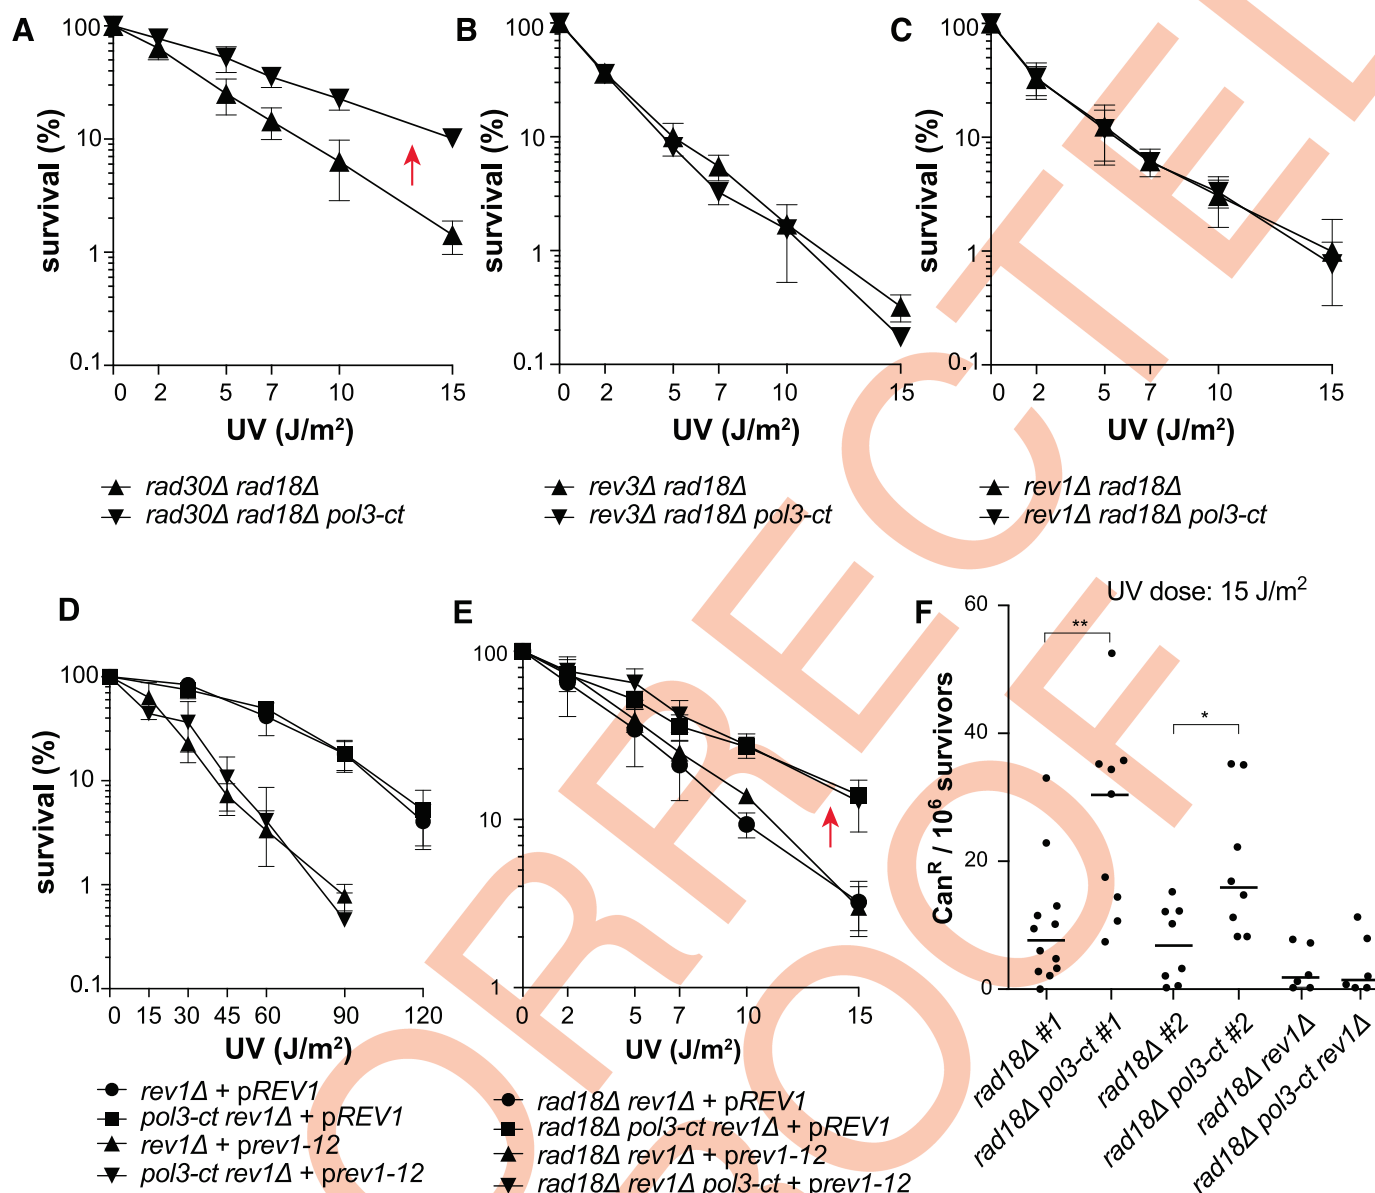 A
B
C
survival (%)
100
10
1
0.1
0 2 5 7 10 15
UV (J/m²)
rad30Δ rad18Δ
rad30Δ rad18Δ pol3-ct
survival (%)
100
10
1
0.1
0 2 5 7 10 15
UV (J/m²)
rev3Δ rad18Δ
rev3Δ rad18Δ pol3-ct
survival (%)
100
10
1
0.1
0 2 5 7 10 15
UV (J/m²)
rev1Δ rad18Δ
rev1Δ rad18Δ pol3-ct
D
survival (%)
100
10
1
0.1
0 15 30 45 60 90 120
UV (J/m²)
rev1Δ + pREV1
pol3-ct rev1Δ + pREV1
rev1Δ + prev1-12
pol3-ct rev1Δ + prev1-12
E
100
10
1
0 2 5 7 10 15
UV (J/m²)
rad18Δ rev1Δ + pREV1
rad18Δ pol3-ct rev1Δ + pREV1
rad18Δ rev1Δ + prev1-12
rad18Δ rev1Δ pol3-ct + prev1-12
F
UV dose: 15 J/m²
Canᴿ / 10⁶ survivors
60
40
20
0
**
*
rad18Δ #1
rad18Δ pol3-ct #1
rad18Δ #2
rad18Δ pol3-ct #2
rad18Δ rev1Δ
rad18Δ pol3-ct rev1Δ